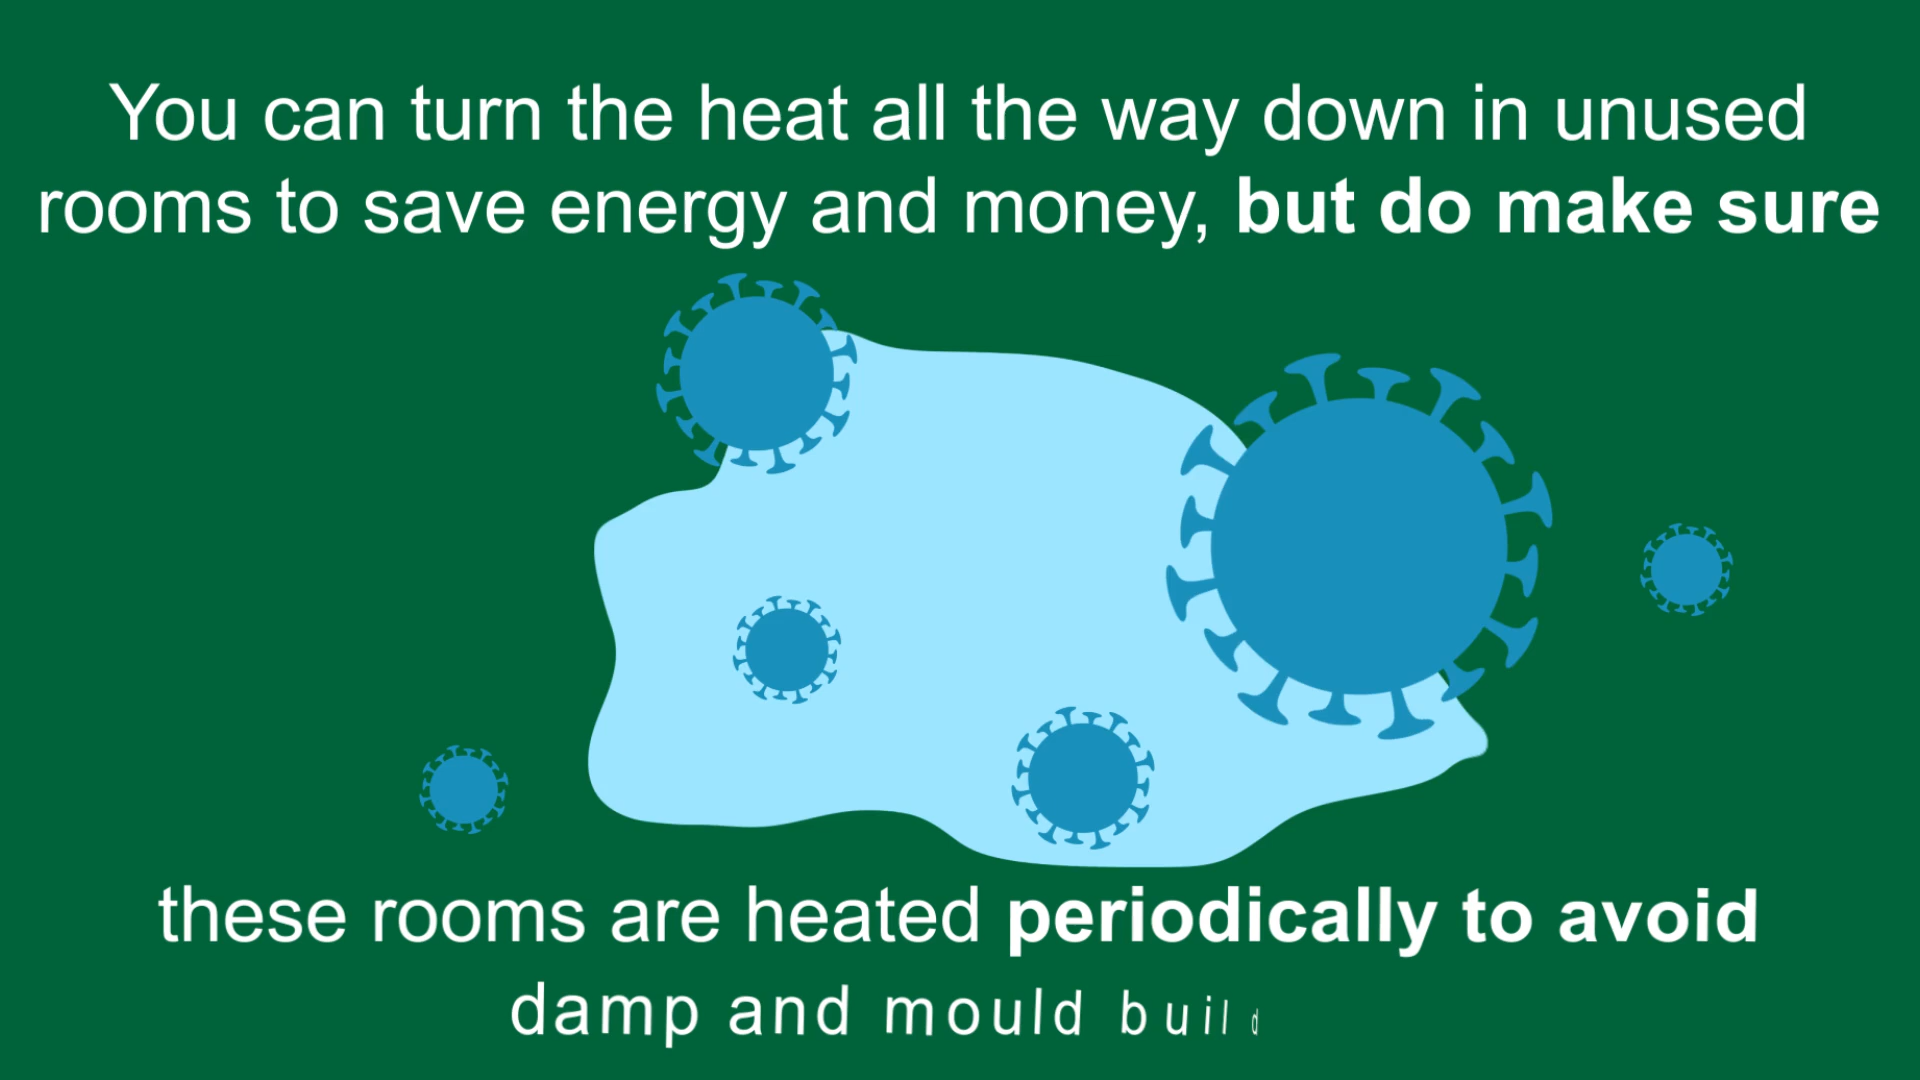 You can turn the heat all the way down in unused
rooms to save energy and money, but do make sure
these rooms are heated periodically to avoid
damp and mould build